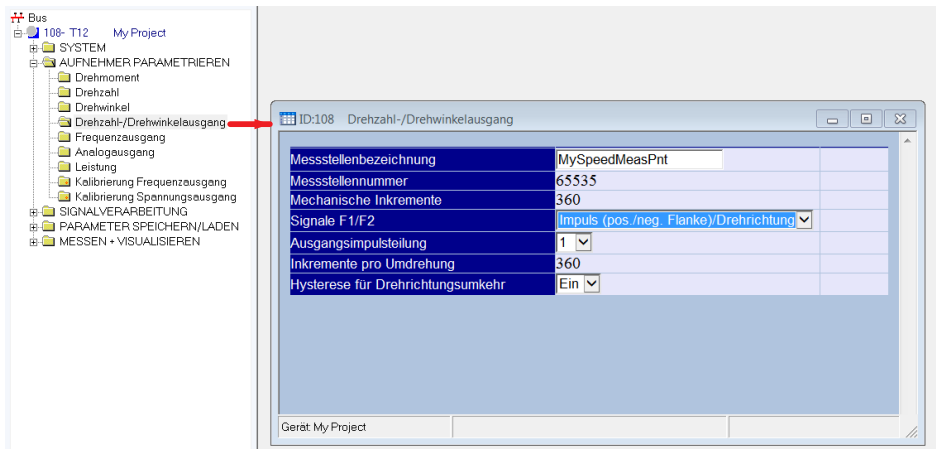 Bus
108- T12 My Project
SYSTEM
AUFNEHMER PARAMETRIEREN
Drehmoment
Drehzahl
Drehwinkel
Drehzahl-/Drehwinkelausgang
Frequenzausgang
Analogausgang
Leistung
Kalibrierung Frequenzausgang
Kalibrierung Spannungsausgang
SIGNALVERARBEITUNG
PARAMETER SPEICHERN/LADEN
MESSEN + VISUALISIEREN
ID:108 Drehzahl-/Drehwinkelausgang
Messstellenbezeichnung MySpeedMeasPnt
Messstellennummer 65535
Mechanische Inkremente 360
Signale F1/F2 Impuls (pos./neg. Flanke)/Drehrichtung
Ausgangsimpulsteilung 1
Inkremente pro Umdrehung 360
Hysterese für Drehrichtungsumkehr Ein
Gerät: My Project